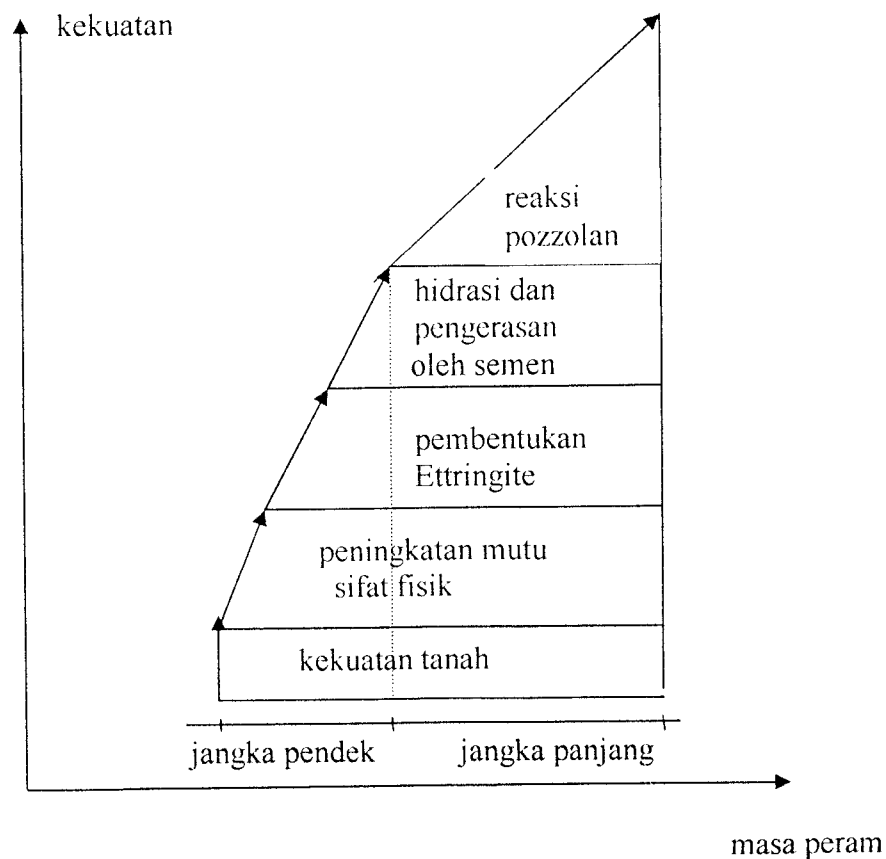 kekuatan
reaksi
pozzolan
hidrasi dan
pengerasan
oleh semen
pembentukan
Ettringite
peningkatan mutu
sifat fisik
kekuatan tanah
jangka pendek
jangka panjang
masa peram